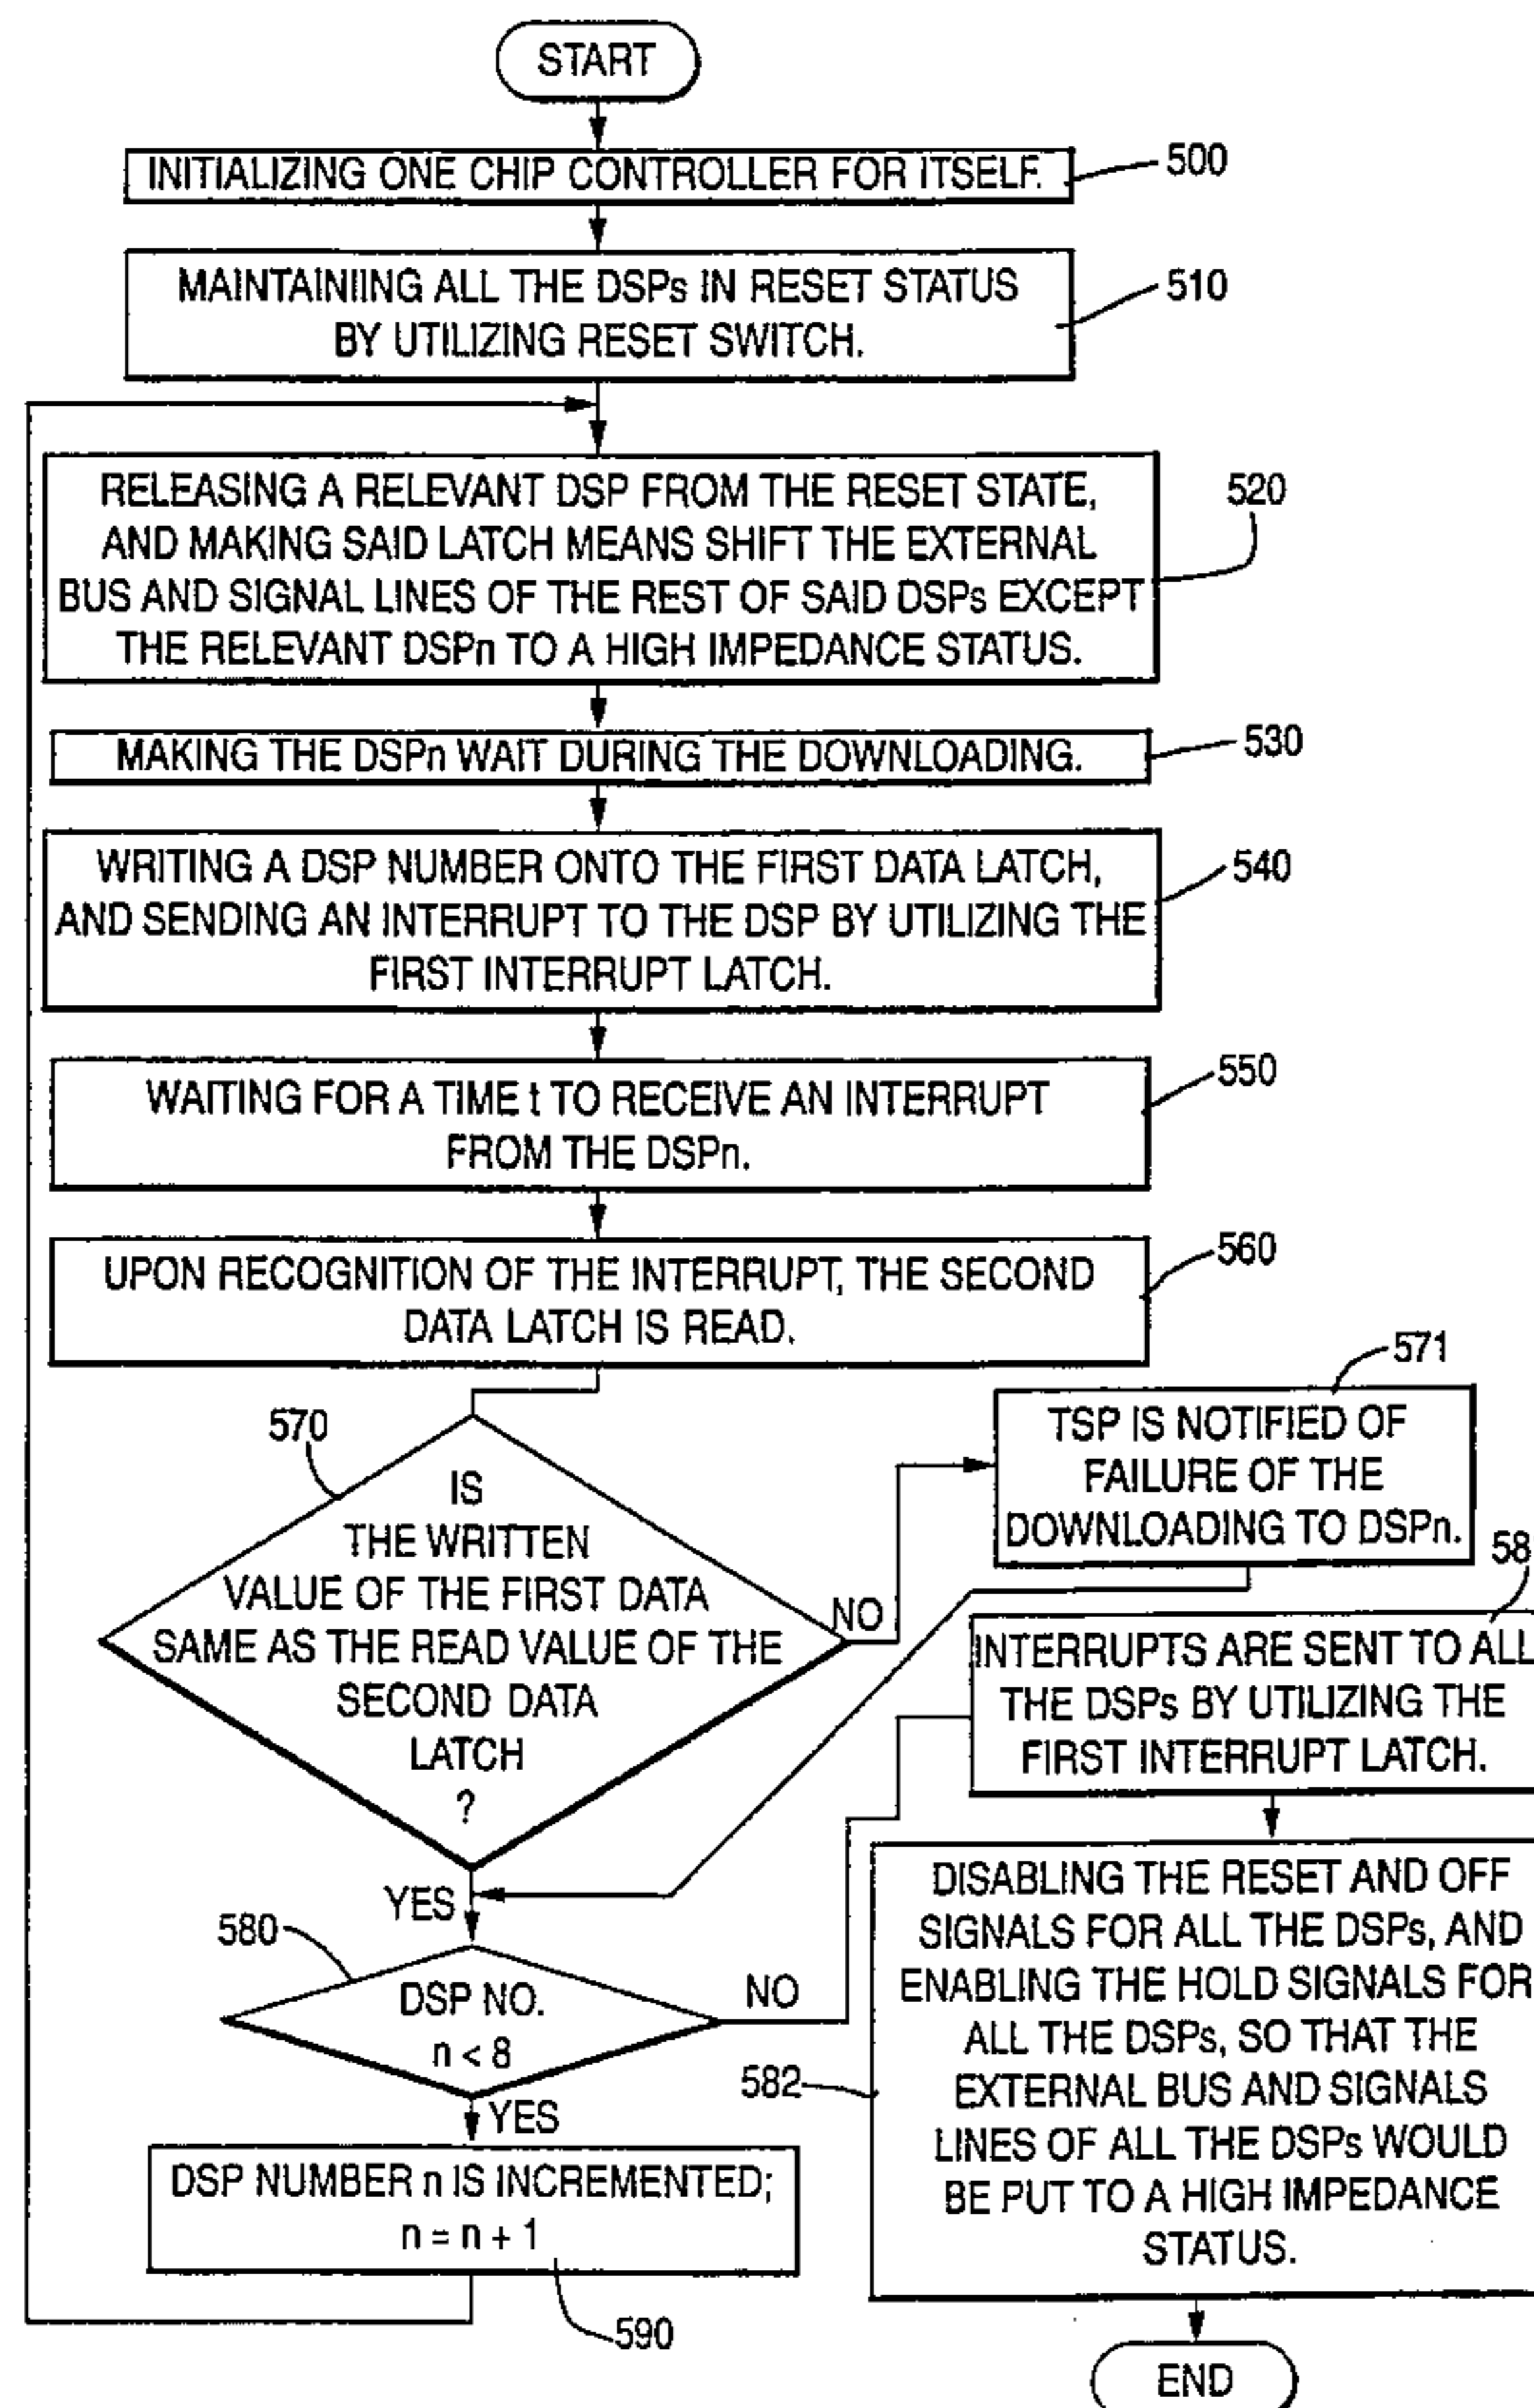 START
INITIALIZING ONE CHIP CONTROLLER FOR ITSELF.
500
MAINTAINIING ALL THE DSPs IN RESET STATUS
BY UTILIZING RESET SWITCH.
510
RELEASING A RELEVANT DSP FROM THE RESET STATE,
AND MAKING SAID LATCH MEANS SHIFT THE EXTERNAL
BUS AND SIGNAL LINES OF THE REST OF SAID DSPs EXCEPT
THE RELEVANT DSPn TO A HIGH IMPEDANCE STATUS.
520
MAKING THE DSPn WAIT DURING THE DOWNLOADING.
530
WRITING A DSP NUMBER ONTO THE FIRST DATA LATCH,
AND SENDING AN INTERRUPT TO THE DSP BY UTILIZING THE
FIRST INTERRUPT LATCH.
540
WAITING FOR A TIME t TO RECEIVE AN INTERRUPT
FROM THE DSPn.
550
UPON RECOGNITION OF THE INTERRUPT, THE SECOND
DATA LATCH IS READ.
560
570
IS
THE WRITTEN
VALUE OF THE FIRST DATA
SAME AS THE READ VALUE OF THE
SECOND DATA
LATCH
?
NO
YES
571
TSP IS NOTIFIED OF
FAILURE OF THE
DOWNLOADING TO DSPn.
58
INTERRUPTS ARE SENT TO ALL
THE DSPs BY UTILIZING THE
FIRST INTERRUPT LATCH.
580
DSP NO.
n < 8
NO
YES
582
DISABLING THE RESET AND OFF
SIGNALS FOR ALL THE DSPs, AND
ENABLING THE HOLD SIGNALS FOR
ALL THE DSPs, SO THAT THE
EXTERNAL BUS AND SIGNALS
LINES OF ALL THE DSPs WOULD
BE PUT TO A HIGH IMPEDANCE
STATUS.
DSP NUMBER n IS INCREMENTED;
n = n + 1
590
END